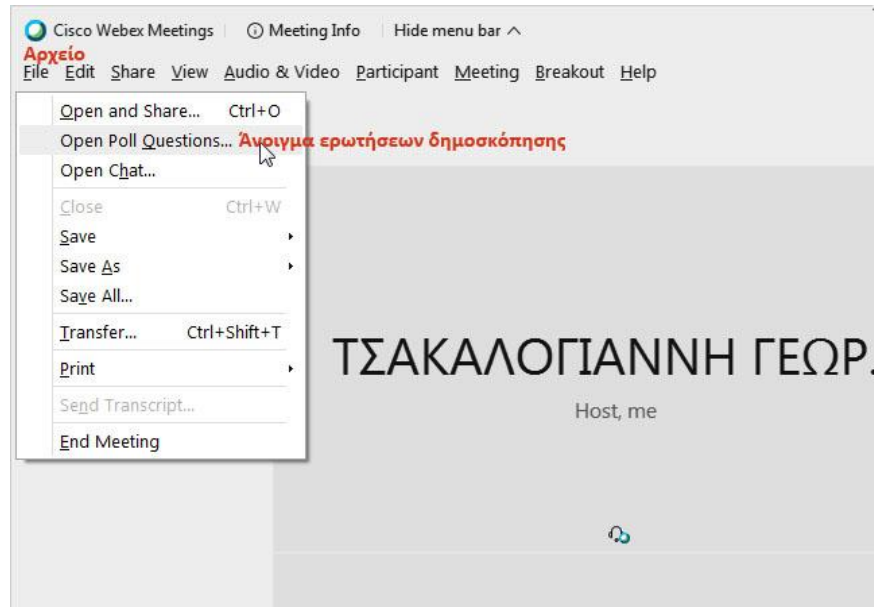 Cisco Webex Meetings Meeting Info Hide menu bar
Αρχείο
File Edit Share View Audio & Video Participant Meeting Breakout Help
Open and Share... Ctrl+O
Open Poll Questions... Άνοιγμα ερωτήσεων δημοσκόπησης
Open Chat...
Close Ctrl+W
Save
Save As
Save All...
Transfer... Ctrl+Shift+T
Print
Send Transcript...
End Meeting
ΤΣΑΚΑΛΟΓΙΑΝΝΗ ΓΕΩΡ.
Host, me